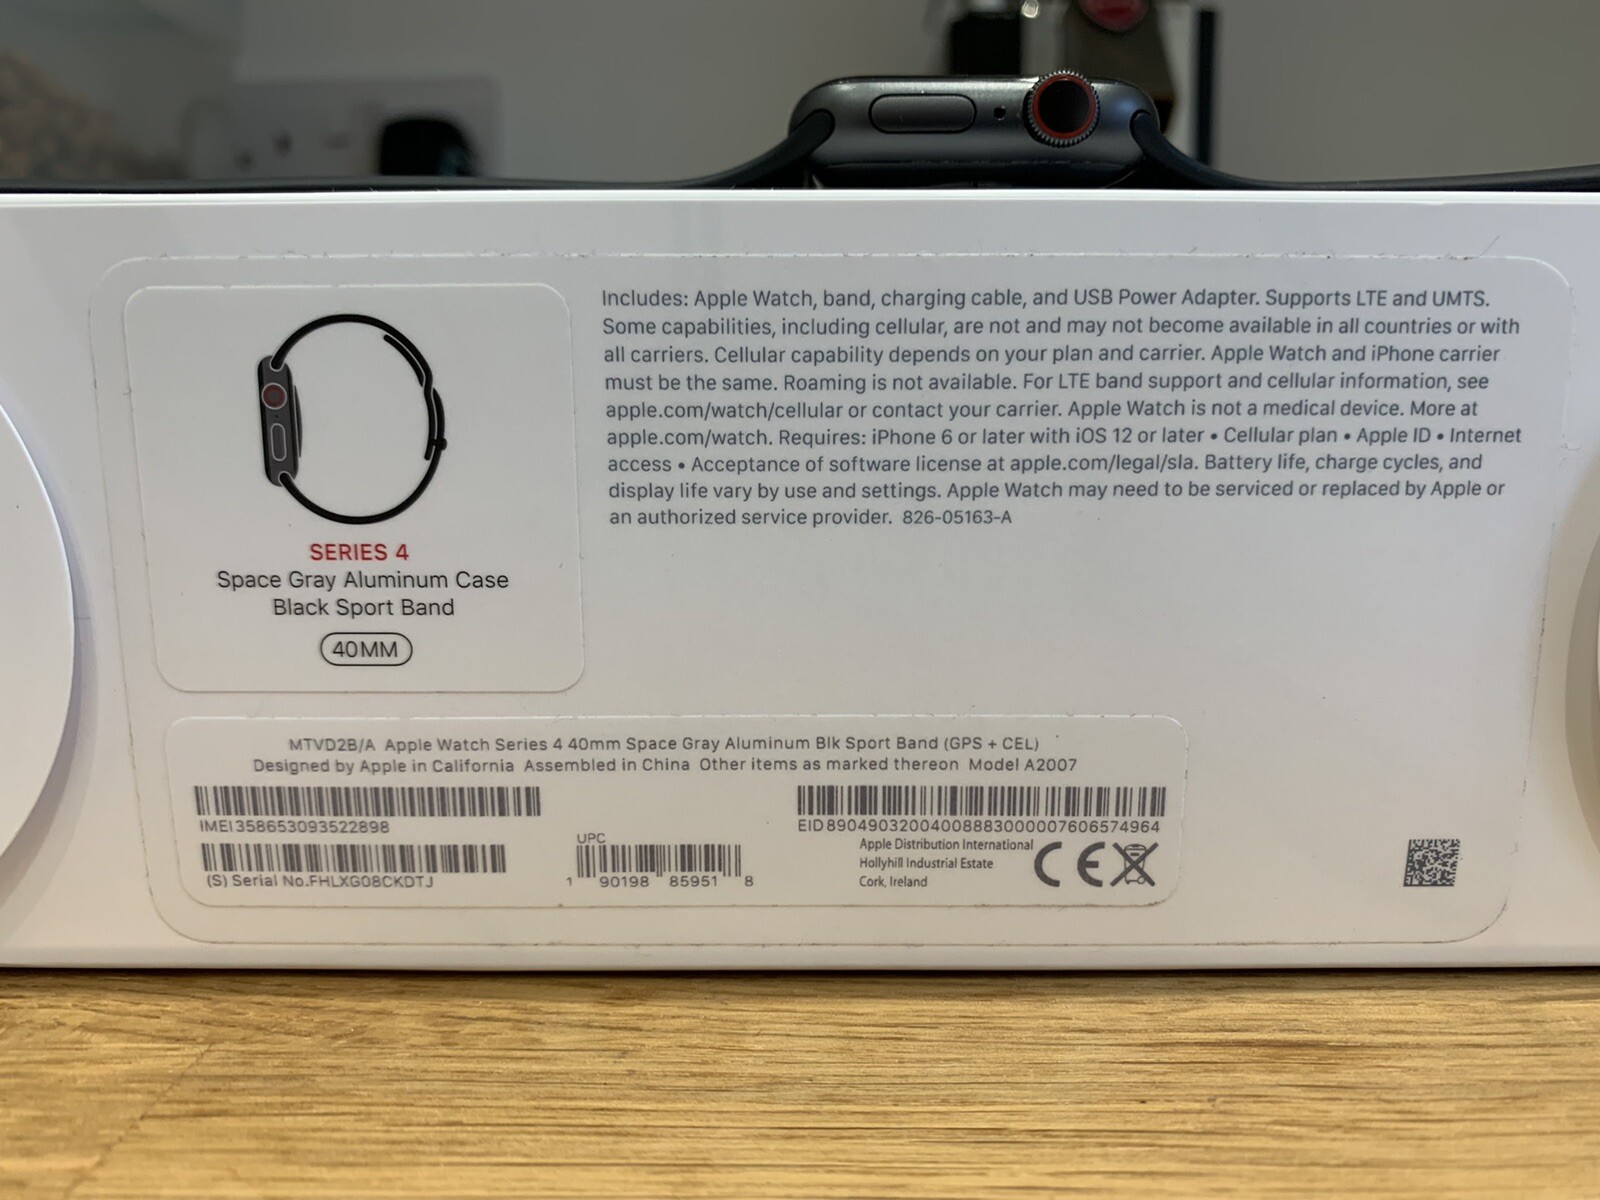 Includes: Apple Watch, band, charging cable, and USB Power Adapter. Supports LTE and UMTS.
Some capabilities, including cellular, are not and may not become available in all countries or with
all carriers. Cellular capability depends on your plan and carrier. Apple Watch and iPhone carrier
must be the same. Roaming is not available. For LTE band support and cellular information, see
apple.com/watch/cellular or contact your carrier. Apple Watch is not a medical device. More at
apple.com/watch. Requires: iPhone 6 or later with iOS 12 or later • Cellular plan • Apple ID • Internet
access • Acceptance of software license at apple.com/legal/sla. Battery life, charge cycles, and
display life vary by use and settings. Apple Watch may need to be serviced or replaced by Apple or
an authorized service provider. 826-05163-A
SERIES 4
Space Gray Aluminum Case
Black Sport Band
40MM
MTVD2B/A Apple Watch Series 4 40mm Space Gray Aluminum Blk Sport Band (GPS + CEL)
Designed by Apple in California Assembled in China Other items as marked thereon Model A2007
IMEI358653093522898
(S) Serial No.FHLXG08CKDTJ
UPC
1 90198 85951 8
EID89049032004008883000007606574964
Apple Distribution International
Hollyhill Industrial Estate
Cork, Ireland
CE